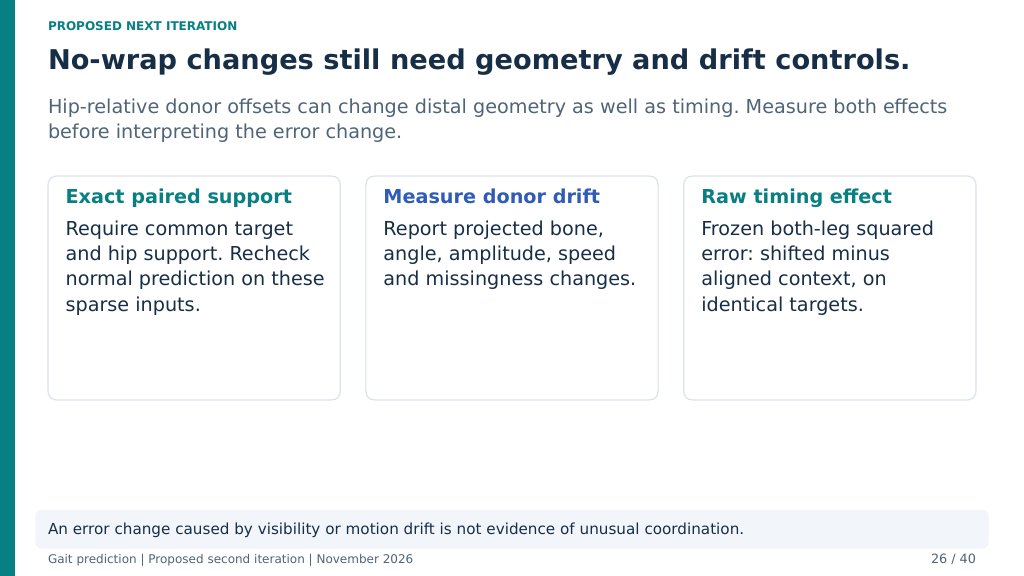 PROPOSED NEXT ITERATION
No-wrap changes still need geometry and drift controls.
Hip-relative donor offsets can change distal geometry as well as timing. Measure both effects
before interpreting the error change.
Exact paired support
Require common target
and hip support. Recheck
normal prediction on these
sparse inputs.
Measure donor drift
Report projected bone,
angle, amplitude, speed
and missingness changes.
Raw timing effect
Frozen both-leg squared
error: shifted minus
aligned context, on
identical targets.
An error change caused by visibility or motion drift is not evidence of unusual coordination.
Gait prediction | Proposed second iteration | November 2026
26 / 40